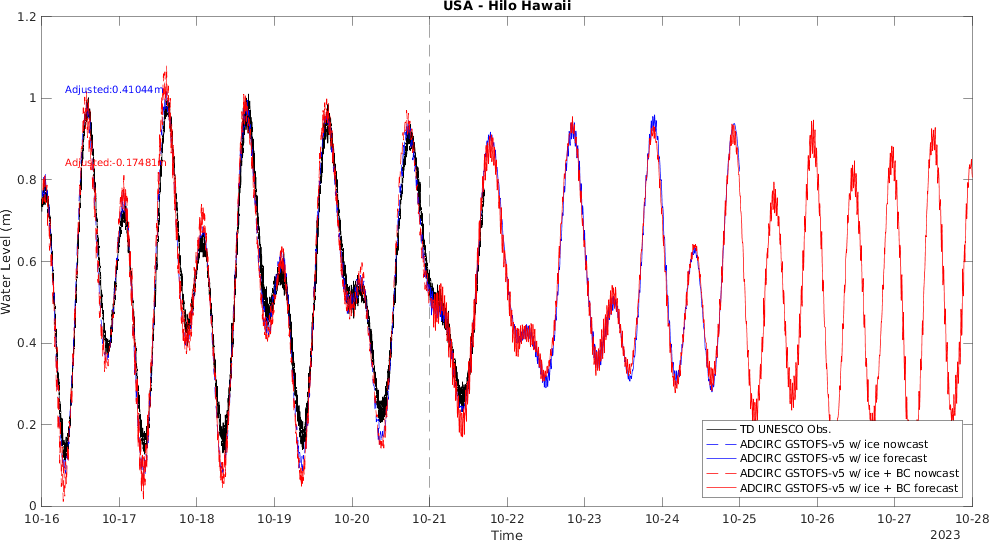 USA - Hilo Hawaii
1.2
1
0.8
0.6
0.4
0.2
0
Water Level (m)
Adjusted:0.41044m
Adjusted:-0.17481m
TD UNESCO Obs.
ADCIRC GSTOFS-v5 w/ ice nowcast
ADCIRC GSTOFS-v5 w/ ice forecast
ADCIRC GSTOFS-v5 w/ ice + BC nowcast
ADCIRC GSTOFS-v5 w/ ice + BC forecast
10-16 10-17 10-18 10-19 10-20 10-21 10-22 10-23 10-24 10-25 10-26 10-27 10-28
Time
2023